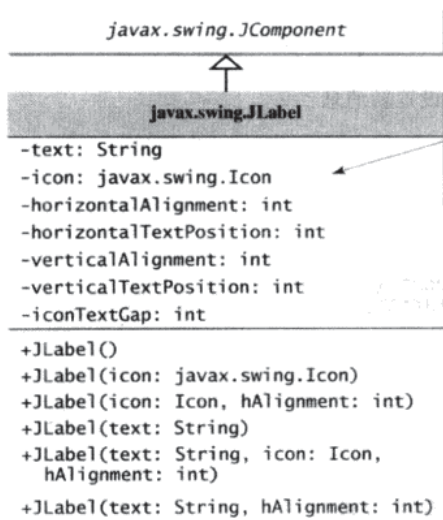 javax.swing.JComponent
javax.swing.JLabel
-text: String
-icon: javax.swing.Icon
-horizontalAlignment: int
-horizontalTextPosition: int
-verticalAlignment: int
-verticalTextPosition: int
-iconTextGap: int
+JLabel()
+JLabel(icon: javax.swing.Icon)
+JLabel(icon: Icon, hAlignment: int)
+JLabel(text: String)
+JLabel(text: String, icon: Icon,
hAlignment: int)
+JLabel(text: String, hAlignment: int)